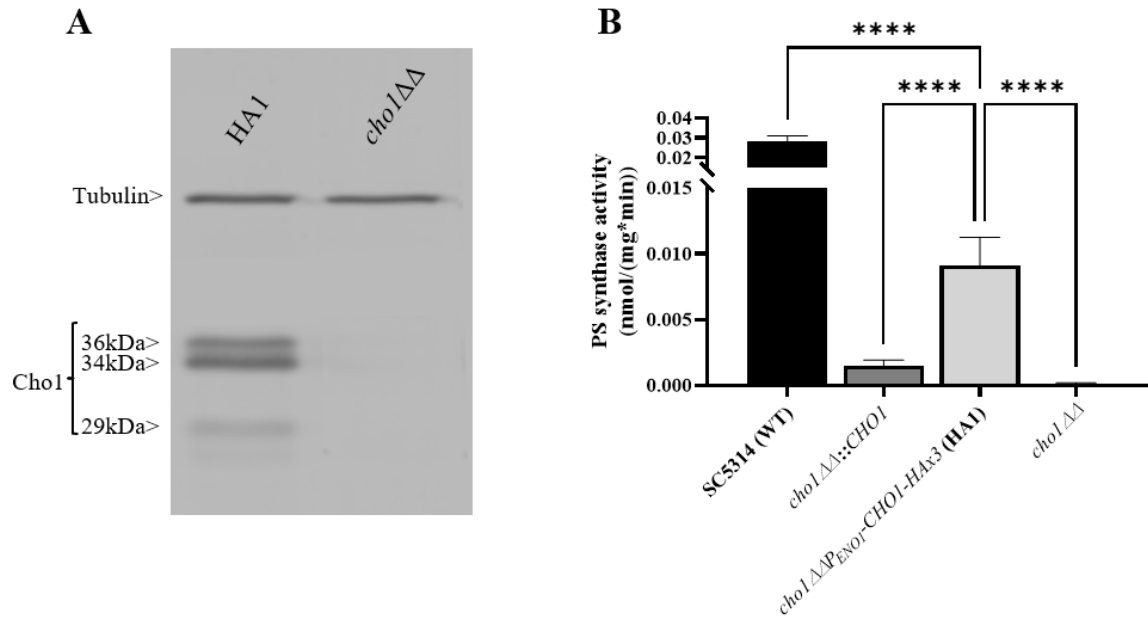 A
HA1
cho1ΔΔ
Tubulin>
36kDa>
34kDa>
Cho1
29kDa>
B
****
**** ****
PS synthase activity
(nmol/(mg*min))
0.04
0.03
0.02
0.015
0.010
0.005
0.000
SC5314 (WT)
cho1ΔΔ::CHO1
cho1ΔΔP_ENO1-CHO1-HAx3 (HA1)
cho1ΔΔ